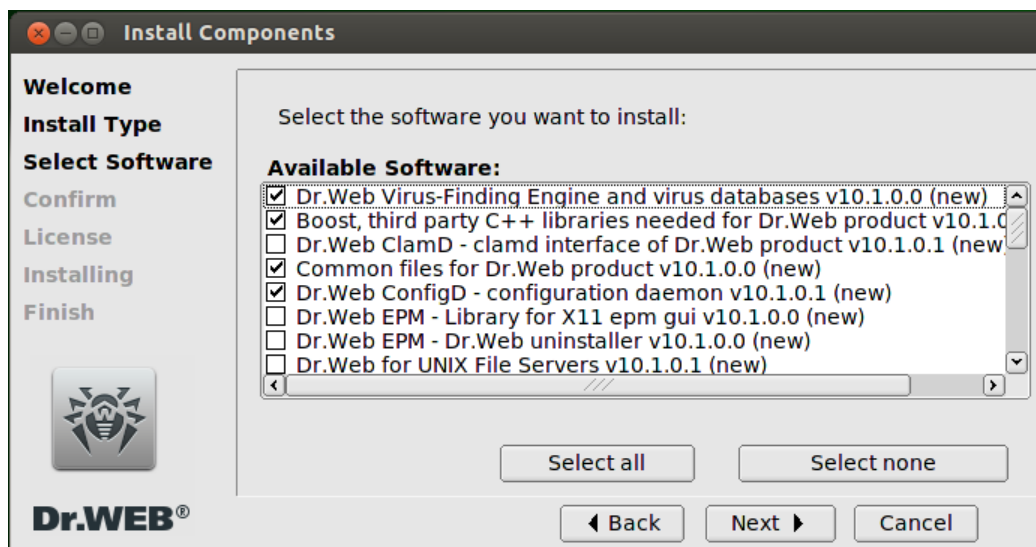 Install Components
Welcome
Install Type
Select Software
Confirm
License
Installing
Finish
Dr.WEB®
Select the software you want to install:
Available Software:
Dr.Web Virus-Finding Engine and virus databases v10.1.0.0 (new)
Boost, third party C++ libraries needed for Dr.Web product v10.1.0
Dr.Web ClamD - clamd interface of Dr.Web product v10.1.0.1 (new
Common files for Dr.Web product v10.1.0.0 (new)
Dr.Web ConfigD - configuration daemon v10.1.0.1 (new)
Dr.Web EPM - Library for X11 epm gui v10.1.0.0 (new)
Dr.Web EPM - Dr.Web uninstaller v10.1.0.0 (new)
Dr.Web for UNIX File Servers v10.1.0.1 (new)
Select all
Select none
Back
Next
Cancel